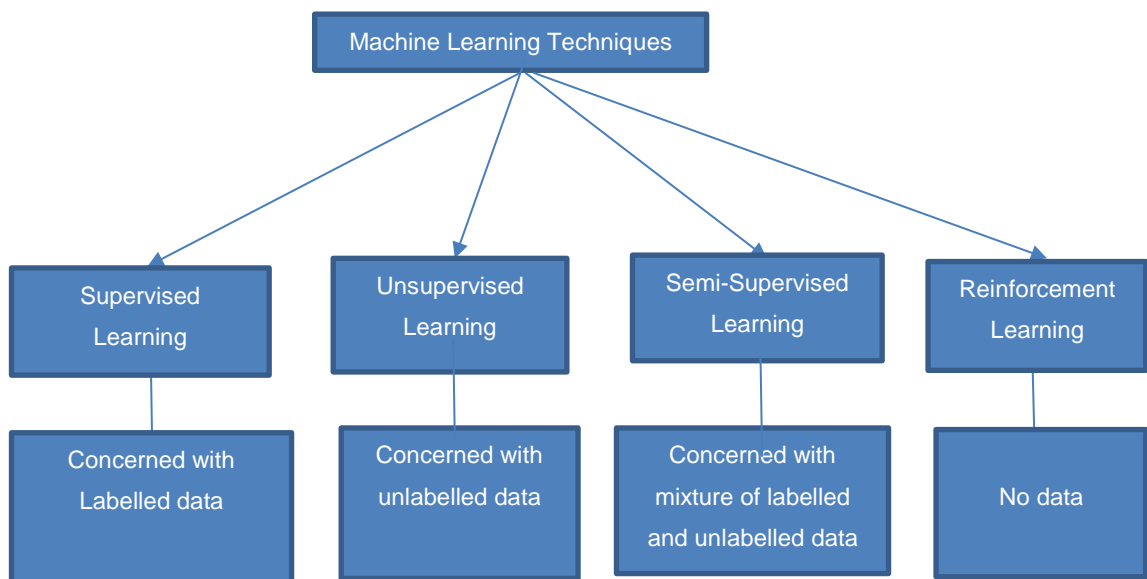 Machine Learning Techniques
Supervised
Learning
Unsupervised
Learning
Semi-Supervised
Learning
Reinforcement
Learning
Concerned with
Labelled data
Concerned with
unlabelled data
Concerned with
mixture of labelled
and unlabelled data
No data